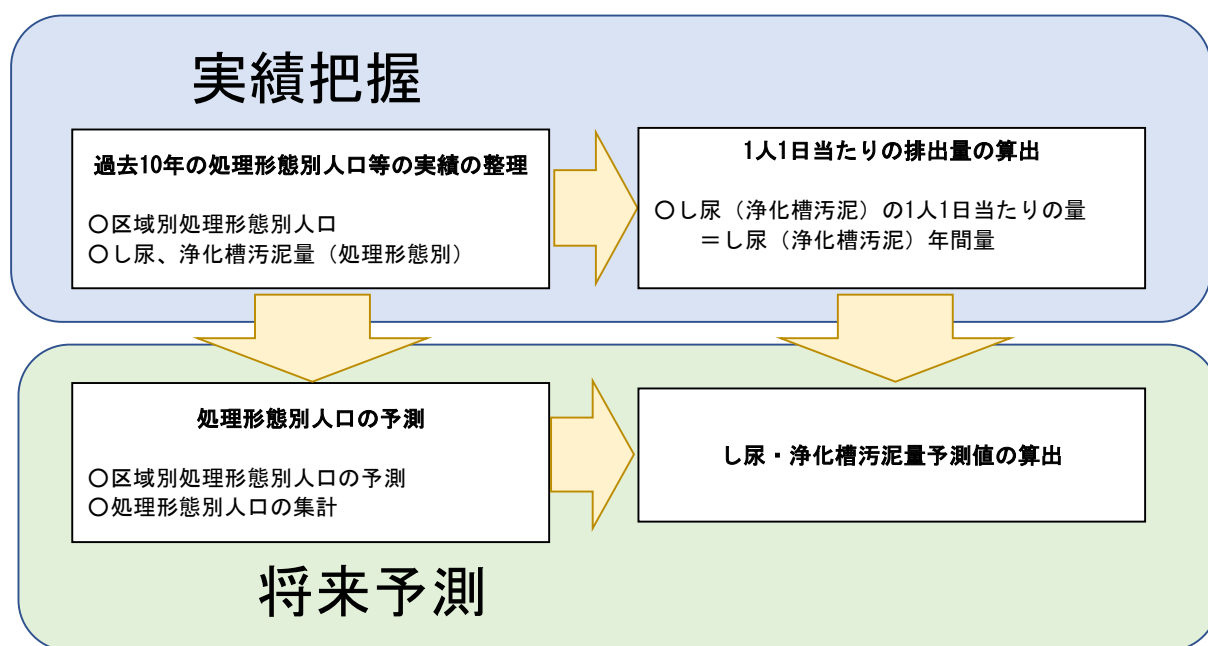 実績把握
過去10年の処理形態別人口等の実績の整理
〇区域別処理形態別人口
〇し尿、浄化槽汚泥量（処理形態別）
1人1日当たりの排出量の算出
〇し尿（浄化槽汚泥）の1人1日当たりの量
＝し尿（浄化槽汚泥）年間量
処理形態別人口の予測
〇区域別処理形態別人口の予測
〇処理形態別人口の集計
し尿・浄化槽汚泥量予測値の算出
将来予測